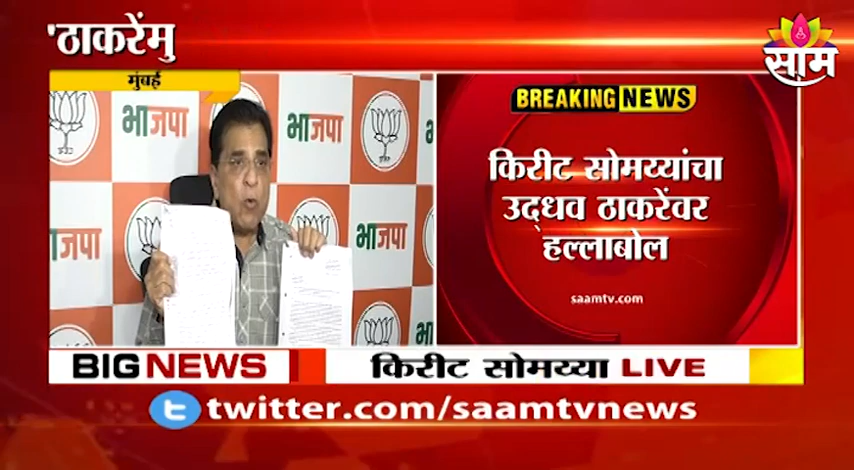 'ठाकरेंमु
साम
मुंबई
भाजपा
भाजपा
ाजपा
भाजपा
BREAKING NEWS
किरीट सोमय्यांचा
उद्धव ठाकरेंवर
हल्लाबोल
saamtv.com
BIG NEWS
किरीट सोमय्या LIVE
twitter.com/saamtvnews